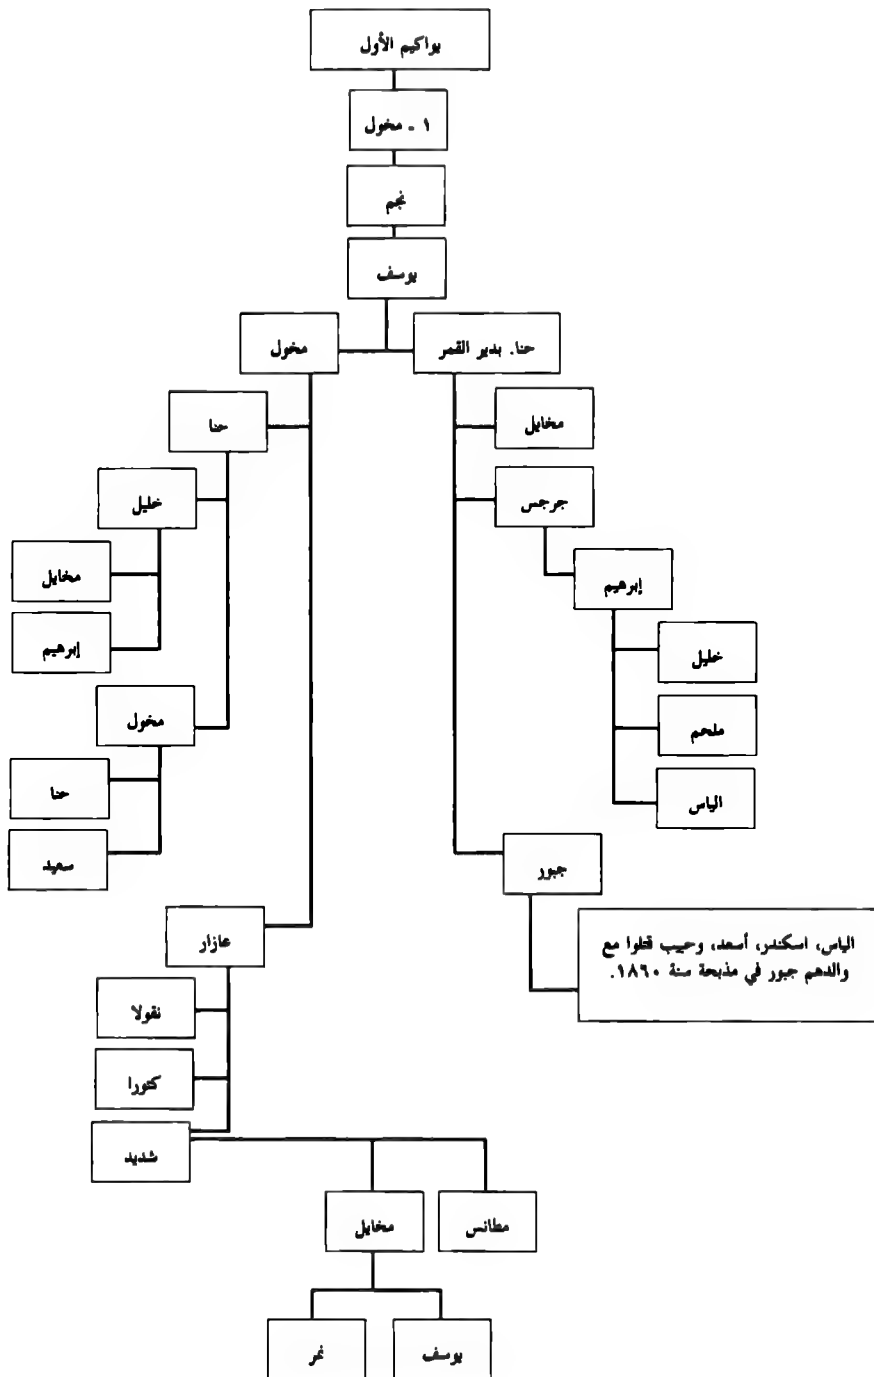 يواكيم الأول
١ - مخول
نجم
يوسف
حنا. بدير القمر
مخول
مخايل
جرجس
إبرهيم
خليل
ملحم
الياس
جبور
الياس، اسكندر، أسعد، وحبيب قتلوا مع
والدهم جبور في مذبحة سنة ١٨٦٠.
حنا
خليل
مخايل
إبرهيم
مخول
حنا
سعيد
عازار
نقولا
كتورا
شديد
مطانس
مخايل
يوسف
نمر